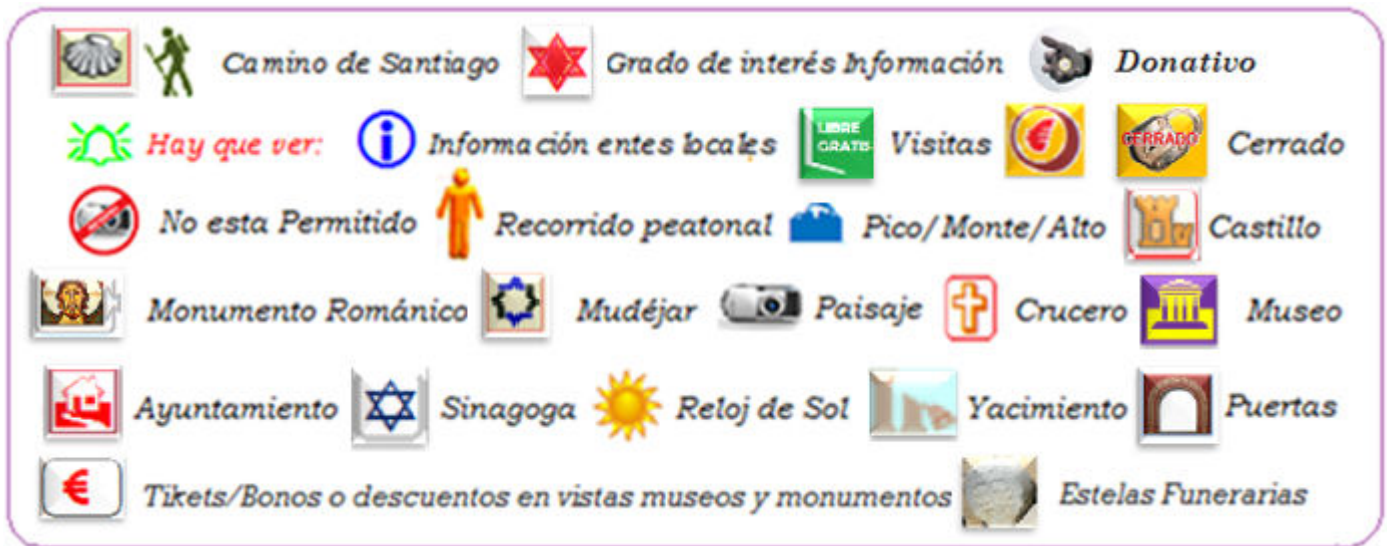 Camino de Santiago Grado de interés Información Donativo
Hay que ver: Información entes locales LIBRE GRATIS Visitas € CERRADO Cerrado
No esta Permitido Recorrido peatonal Pico/Monte/Alto Castillo
Monumento Románico Mudéjar Paisaje Crucero Museo
Ayuntamiento Sinagoga Reloj de Sol Yacimiento Puertas
€ Tikets/Bonos o descuentos en vistas museos y monumentos Estelas Funerarias